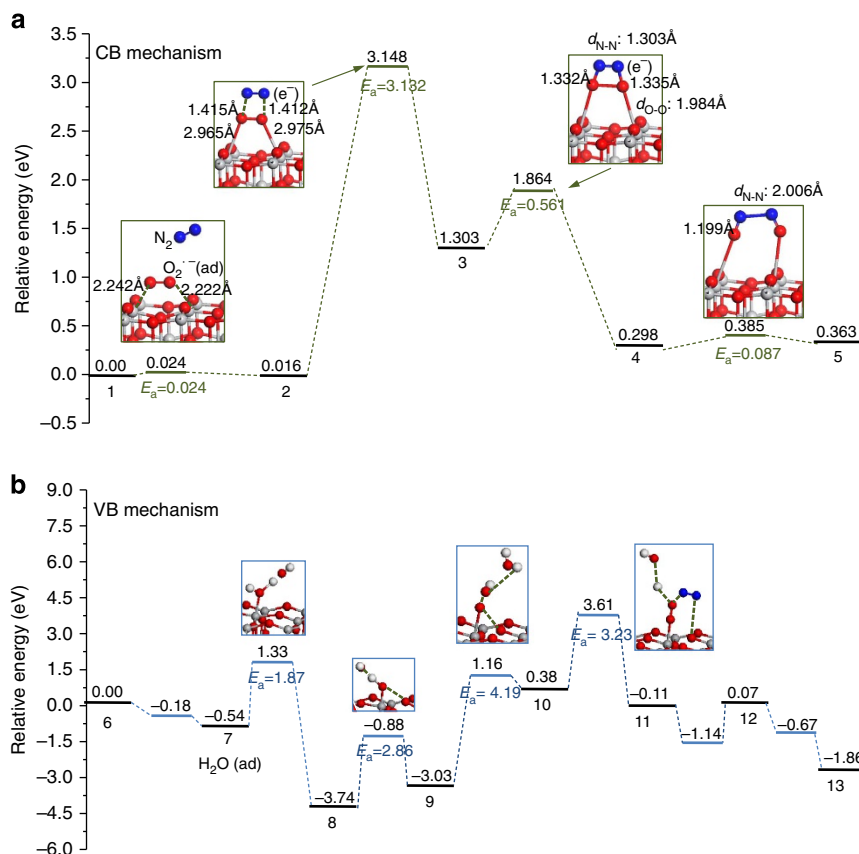 a
CB mechanism
Relative energy (eV)
3.5
3.0
2.5
2.0
1.5
1.0
0.5
0.0
−0.5
3.148
Eₐ=3.132
(e⁻)
1.415Å
1.412Å
2.965Å
2.975Å
d_N-N: 1.303Å
(e⁻)
1.332Å
1.335Å
d_O-O: 1.984Å
1.864
Eₐ=0.561
1.303
3
N₂
O₂˙⁻(ad)
2.242Å
2.222Å
d_N-N: 2.006Å
1.199Å
0.00
1
0.024
Eₐ=0.024
0.016
2
0.298
4
0.385
Eₐ=0.087
0.363
5
b
VB mechanism
Relative energy (eV)
9.0
7.5
6.0
4.5
3.0
1.5
0.0
−1.5
−3.0
−4.5
−6.0
0.00
6
−0.18
−0.54
7
H₂O (ad)
1.33
Eₐ=1.87
−3.74
8
−0.88
Eₐ=2.86
−3.03
9
1.16
Eₐ= 4.19
0.38
10
3.61
Eₐ= 3.23
−0.11
11
−1.14
0.07
12
−0.67
−1.86
13